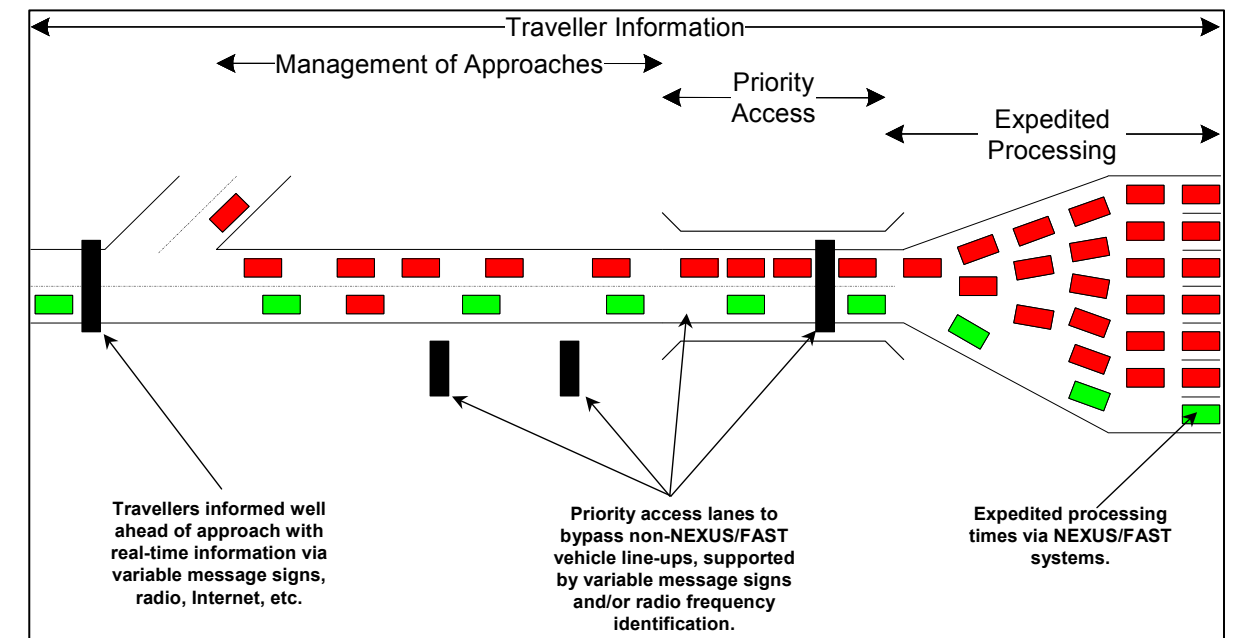 Traveller Information
Management of Approaches
Priority
Access
Expedited
Processing
Travellers informed well
ahead of approach with
real-time information via
variable message signs,
radio, Internet, etc.
Priority access lanes to
bypass non-NEXUS/FAST
vehicle line-ups, supported
by variable message signs
and/or radio frequency
identification.
Expedited processing
times via NEXUS/FAST
systems.